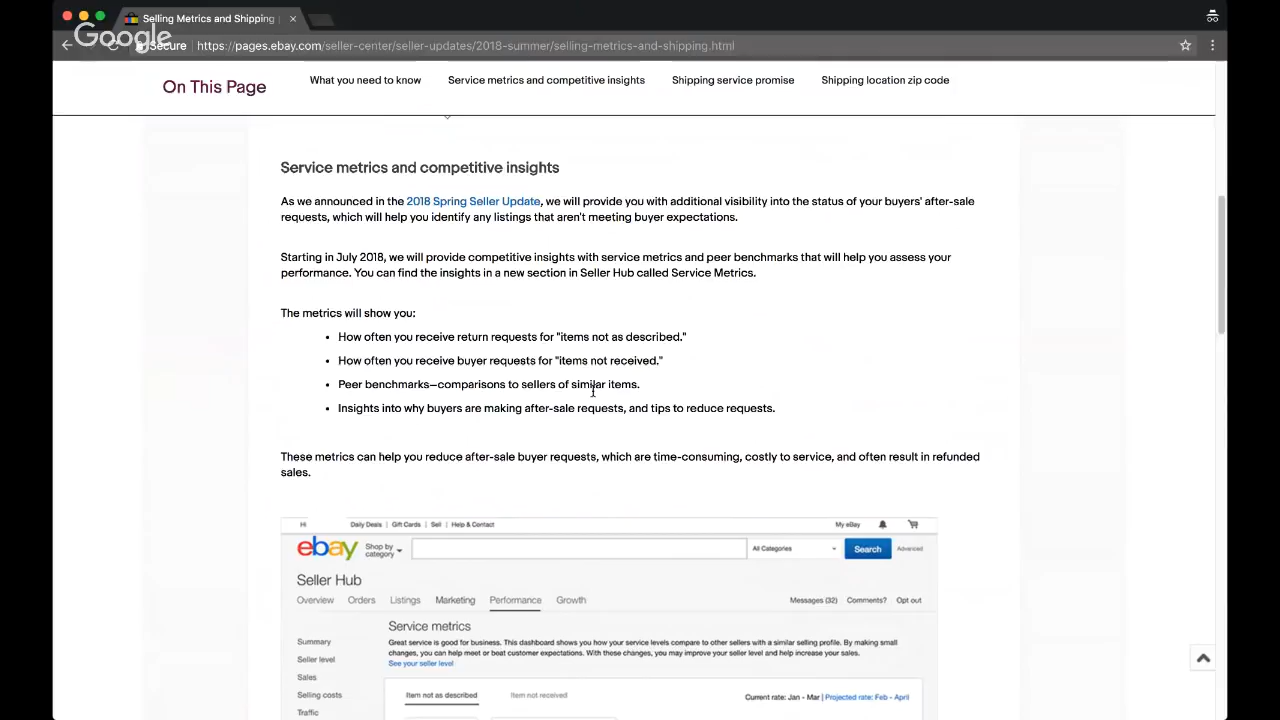 Selling Metrics and Shipping
Google
Secure https://pages.ebay.com/seller-center/seller-updates/2018-summer/selling-metrics-and-shipping.html
On This Page
What you need to know
Service metrics and competitive insights
Shipping service promise
Shipping location zip code
Service metrics and competitive insights
As we announced in the 2018 Spring Seller Update, we will provide you with additional visibility into the status of your buyers' after-sale
requests, which will help you identify any listings that aren't meeting buyer expectations.
Starting in July 2018, we will provide competitive insights with service metrics and peer benchmarks that will help you assess your
performance. You can find the insights in a new section in Seller Hub called Service Metrics.
The metrics will show you:
• How often you receive return requests for "items not as described."
• How often you receive buyer requests for "items not received."
• Peer benchmarks—comparisons to sellers of similar items.
• Insights into why buyers are making after-sale requests, and tips to reduce requests.
These metrics can help you reduce after-sale buyer requests, which are time-consuming, costly to service, and often result in refunded
sales.
Hi Daily Deals | Gift Cards | Sell | Help & Contact My eBay
ebay Shop by category All Categories Search Advanced
Seller Hub
Overview Orders Listings Marketing Performance Growth Messages (32) Comments? Opt out
Service metrics
Summary
Seller level
Sales
Selling costs
Traffic
Great service is good for business. This dashboard shows you how your service levels compare to other sellers with a similar selling profile. By making small
changes, you can help meet or beat customer expectations. With those changes, you may improve your seller level and help increase your sales.
See your seller level
Item not as described Item not received Current rate: Jan - Mar | Projected rate: Feb - April